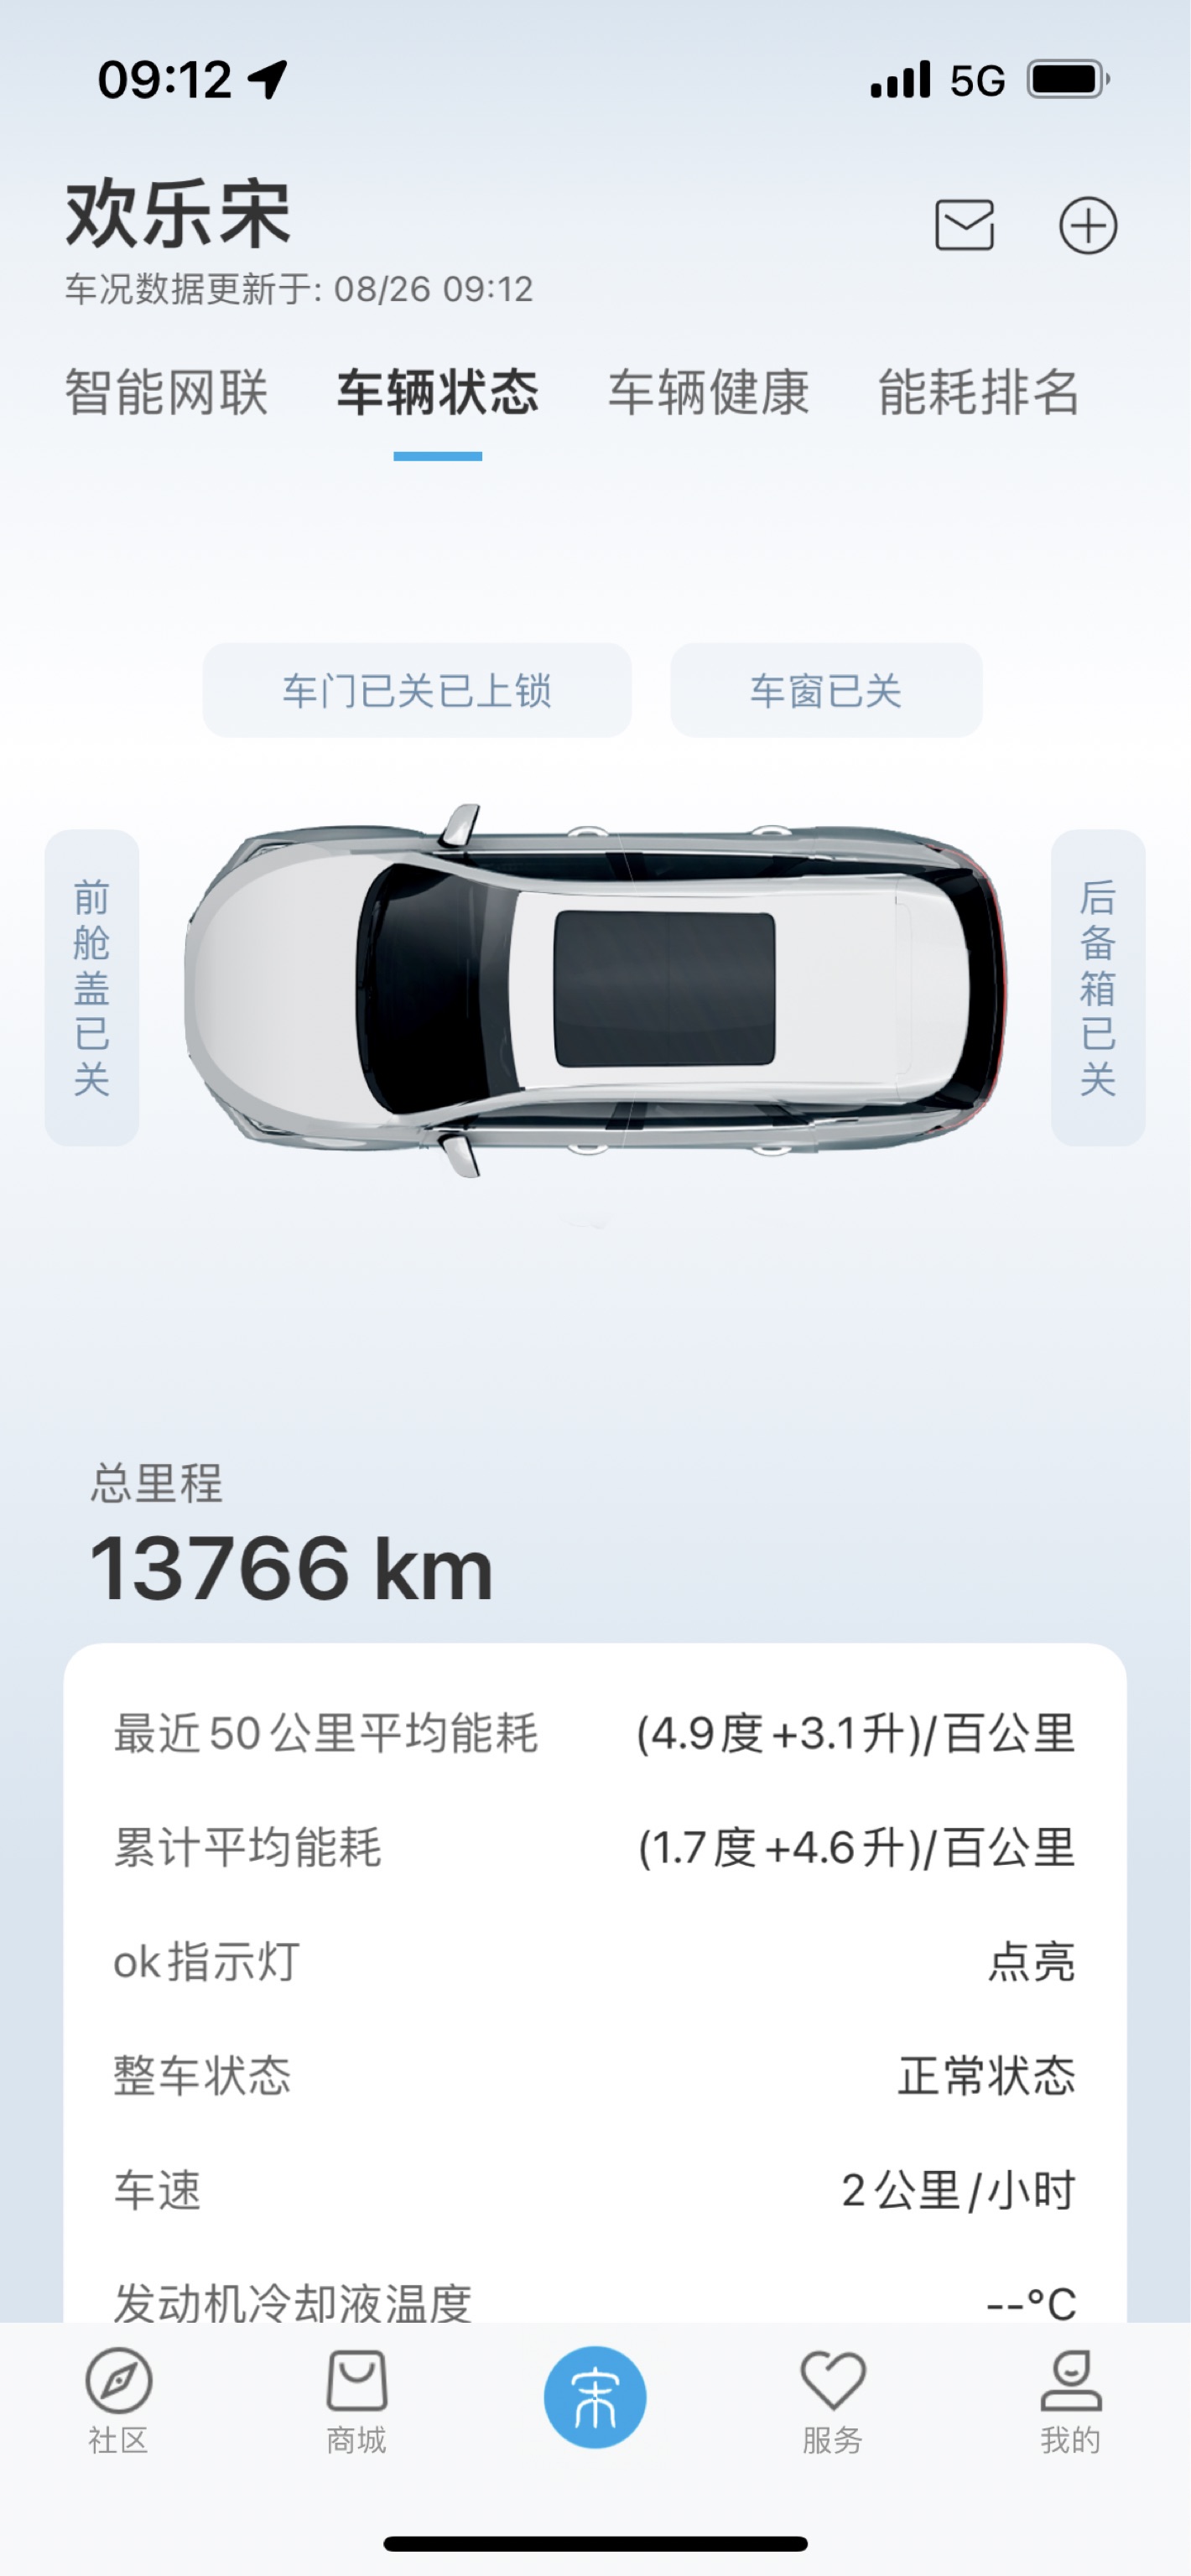 09:12
5G
欢乐宋
车况数据更新于: 08/26 09:12
智能网联 车辆状态 车辆健康 能耗排名
车门已关已上锁 车窗已关
前舱盖已关
后备箱已关
总里程
13766 km
最近50公里平均能耗 (4.9度+3.1升)/百公里
累计平均能耗 (1.7度+4.6升)/百公里
ok指示灯 点亮
整车状态 正常状态
车速 2公里/小时
发动机冷却液温度 --°C
社区 商城 宋 服务 我的